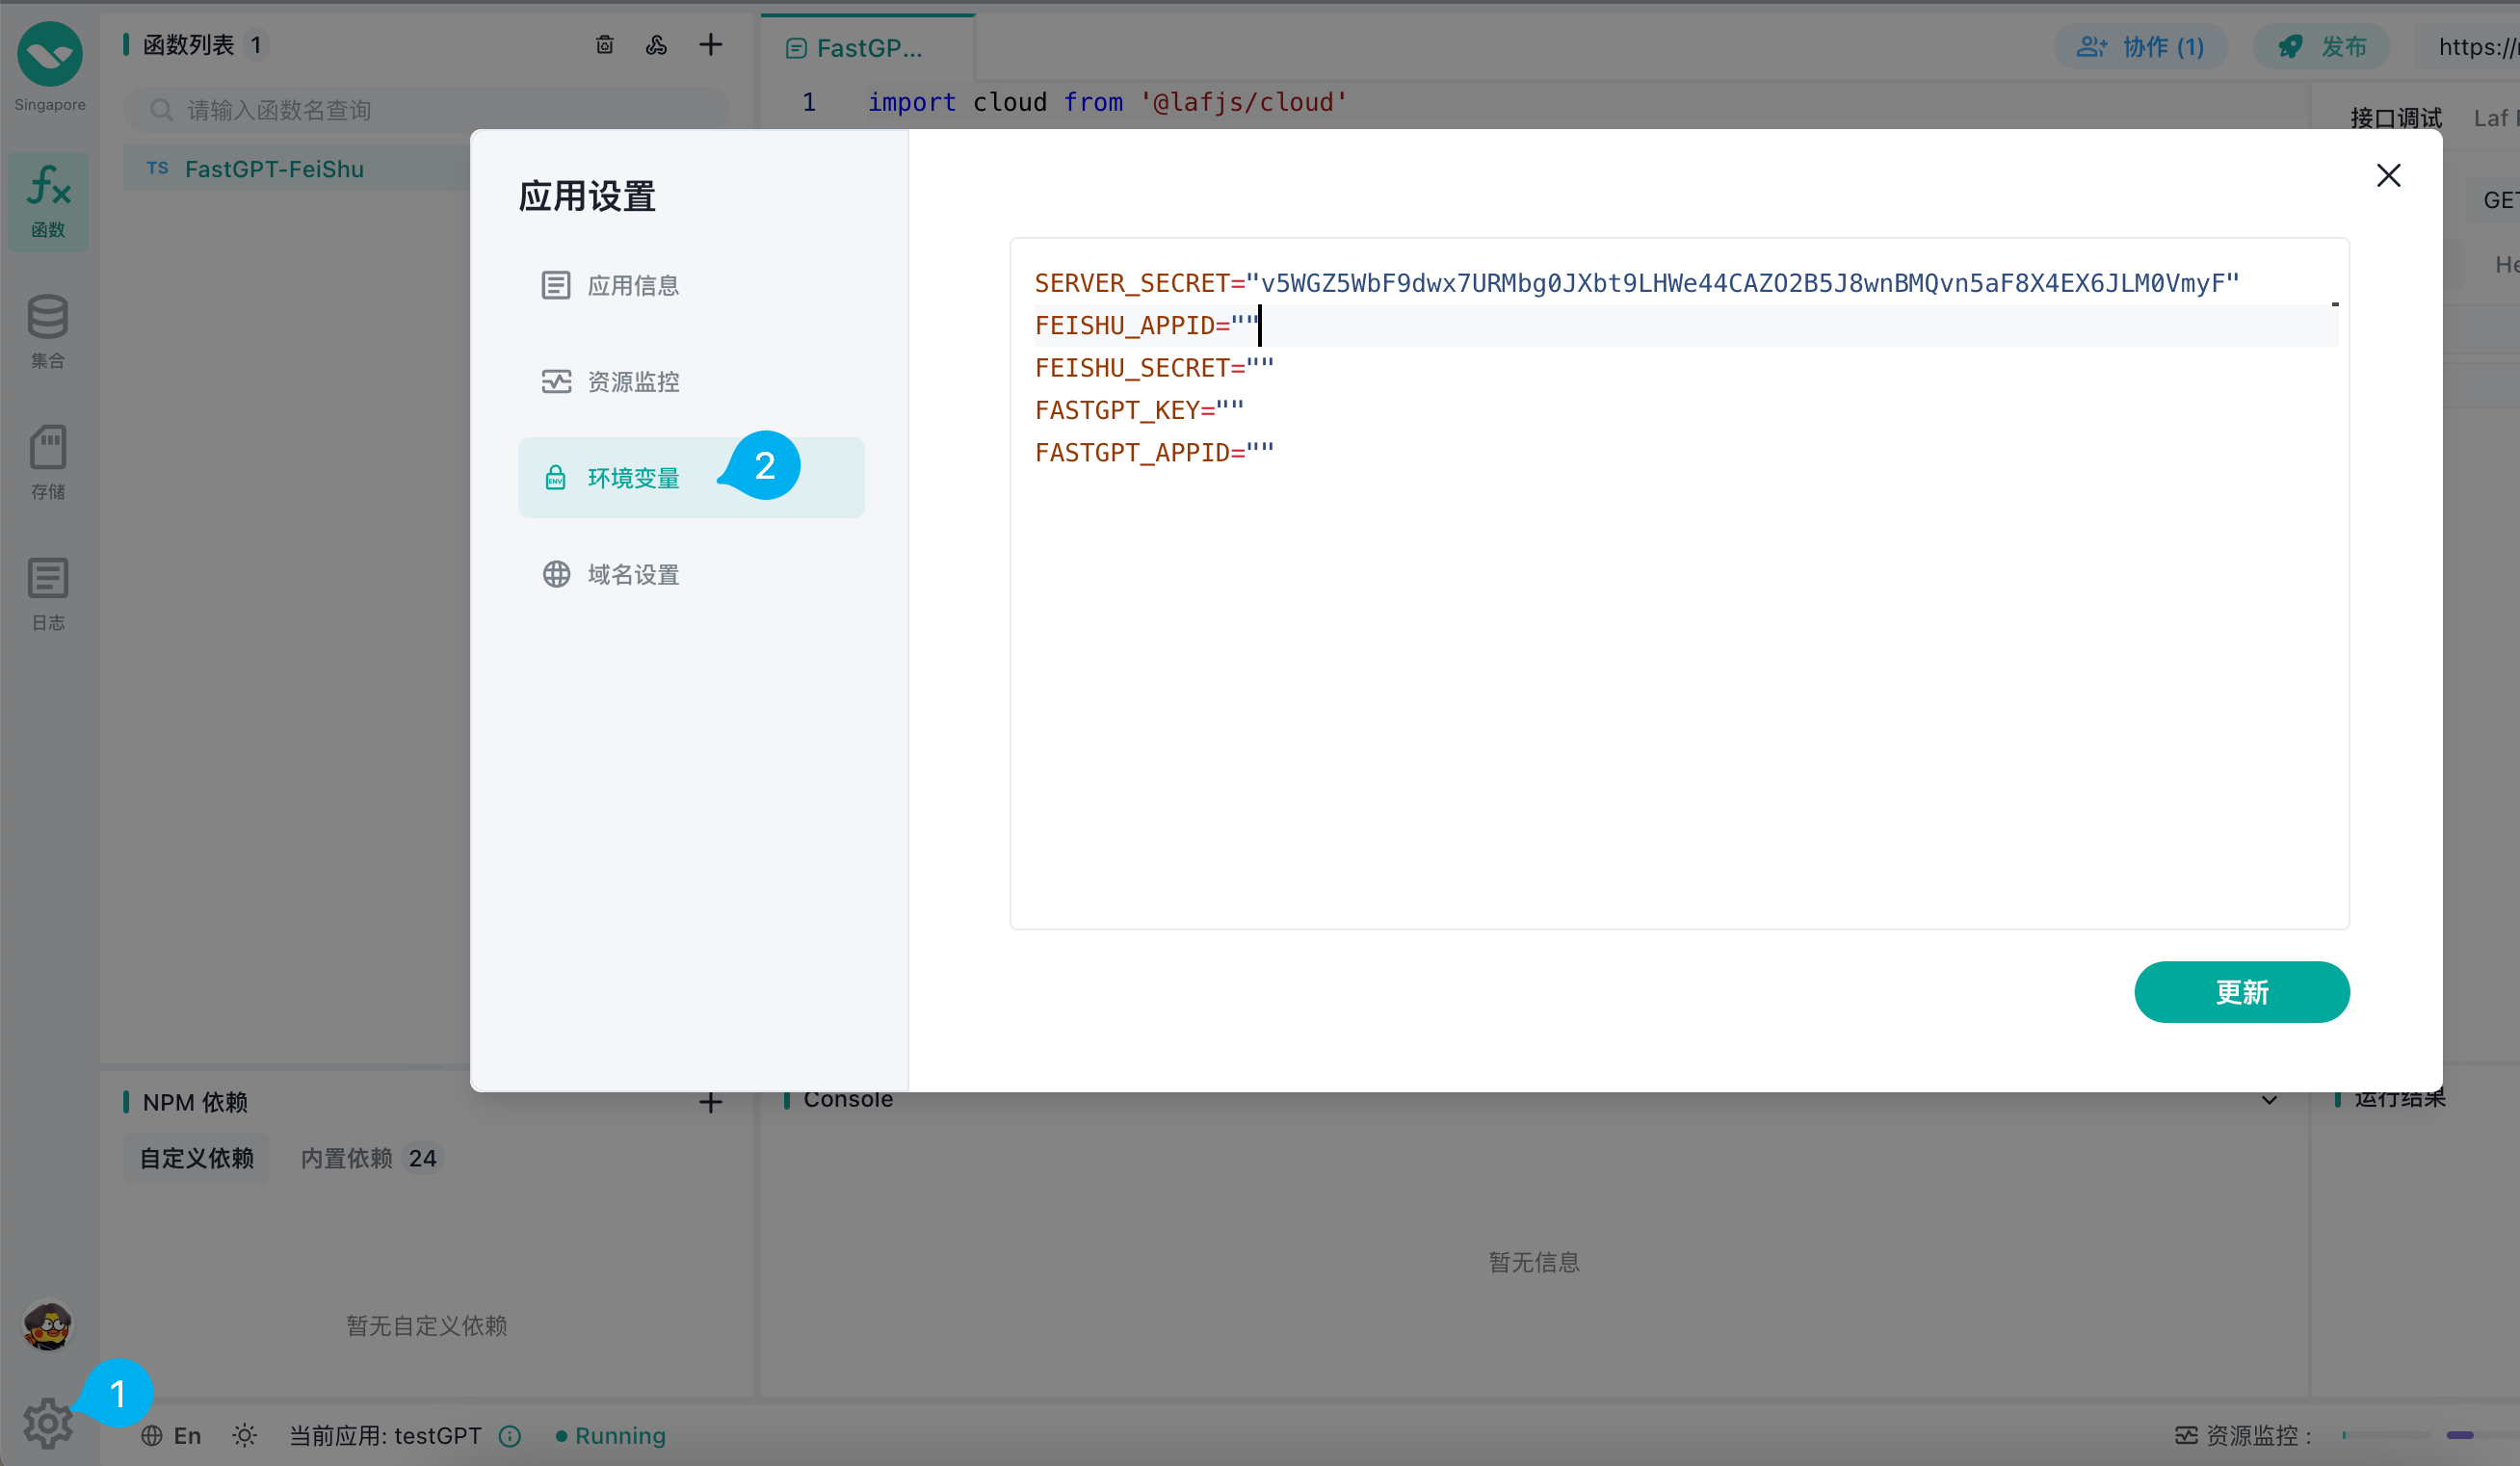 Singapore
函数
集合
存储
日志
函数列表 1
请输入函数名查询
TS FastGPT-FeiShu
FastGP...
协作 (1)
发布
https://
1 import cloud from '@lafjs/cloud'
接口调试 Laf
GET
应用设置
应用信息
资源监控
环境变量
2
域名设置
SERVER_SECRET="v5WGZ5WbF9dwx7URMbg0JXbt9LHWe44CAZO2B5J8wnBMQvn5aF8X4EX6JLM0VmyF"
FEISHU_APPID=""
FEISHU_SECRET=""
FASTGPT_KEY=""
FASTGPT_APPID=""
更新
NPM 依赖
自定义依赖 内置依赖 24
暂无自定义依赖
Console
暂无信息
运行结果
1
En
当前应用: testGPT
Running
资源监控 :